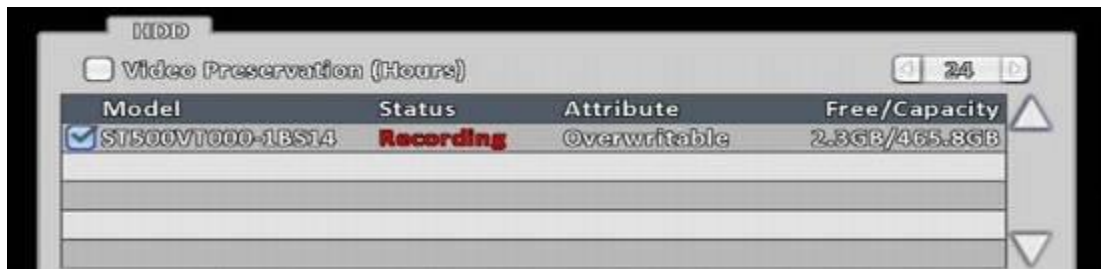 HDD
Video Preservation (Hours) 24
Model Status Attribute Free/Capacity
ST500VT000-1BS14 Recording Overwritable 2.3GB/465.8GB